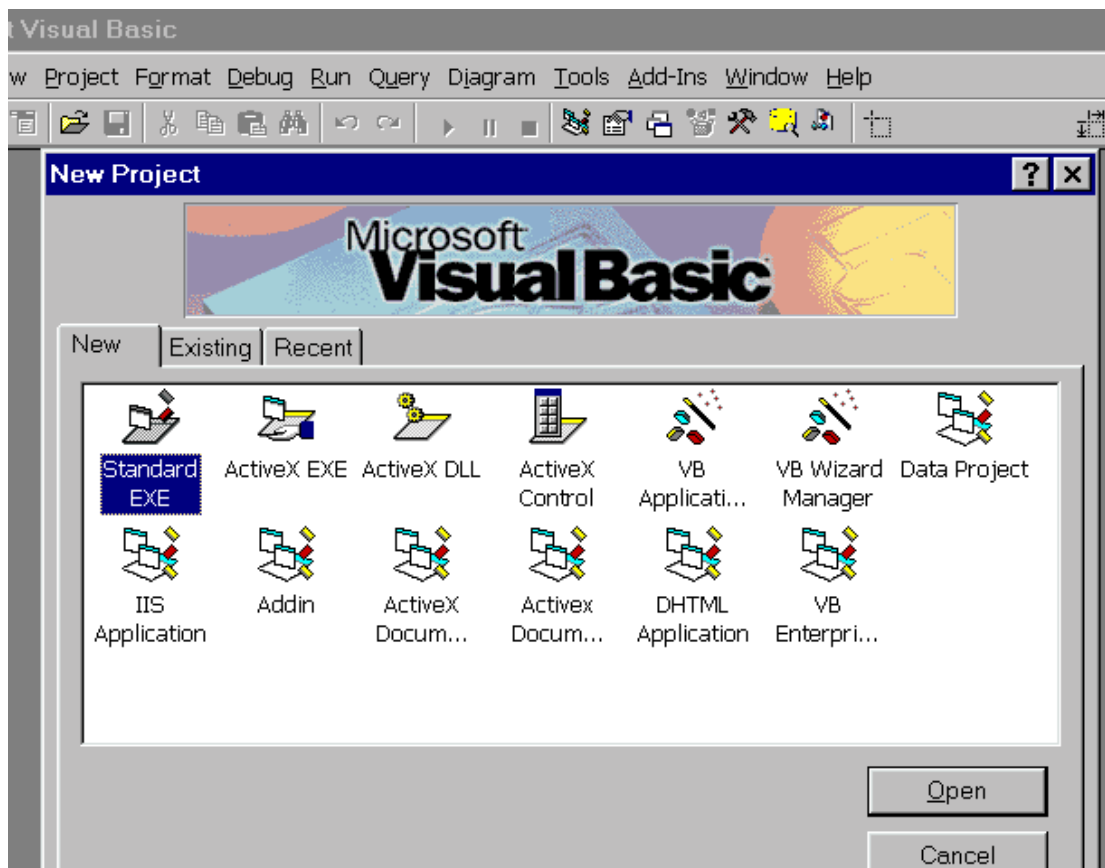 t Visual Basic
w Project Format Debug Run Query Diagram Tools Add-Ins Window Help
New Project
Microsoft
Visual Basic
New Existing Recent
Standard EXE
ActiveX EXE
ActiveX DLL
ActiveX Control
VB Applicati...
VB Wizard Manager
Data Project
IIS Application
Addin
ActiveX Docum...
Activex Docum...
DHTML Application
VB Enterpri...
Open
Cancel